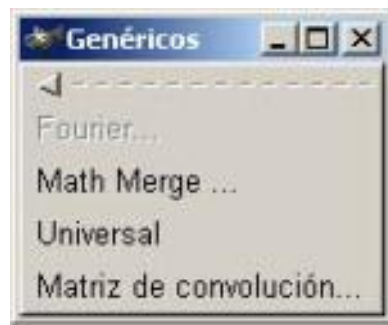 Genéricos
Fourier...
Math Merge ...
Universal
Matriz de convolución...